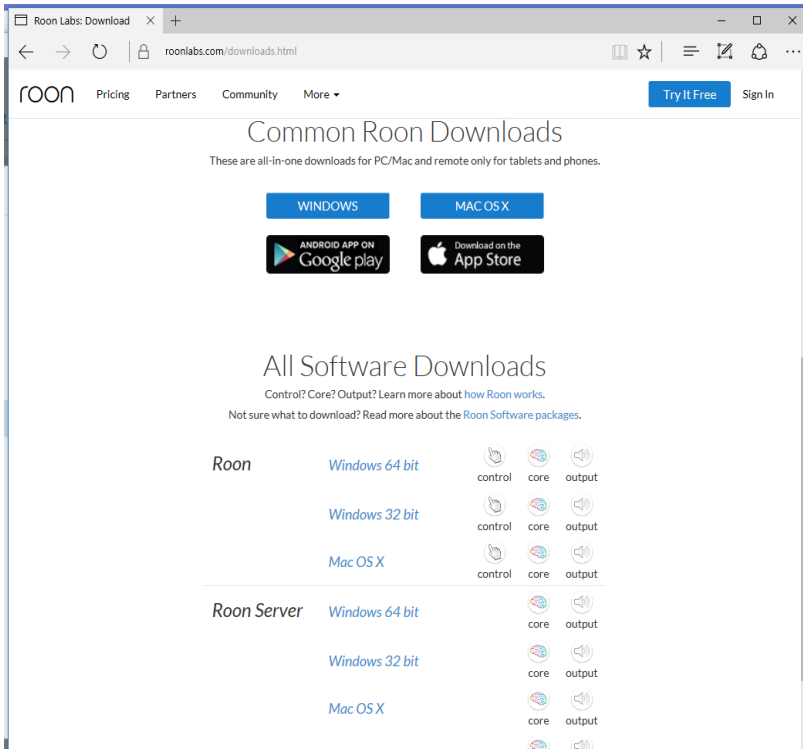 Roon Labs: Download
roonlabs.com/downloads.html
roon Pricing Partners Community More Try It Free Sign In
Common Roon Downloads
These are all-in-one downloads for PC/Mac and remote only for tablets and phones.
WINDOWS MAC OS X
ANDROID APP ON Download on the
Google play App Store
All Software Downloads
Control? Core? Output? Learn more about how Roon works.
Not sure what to download? Read more about the Roon Software packages.
Roon Windows 64 bit
control core output
Windows 32 bit
control core output
Mac OS X
control core output
Roon Server Windows 64 bit
core output
Windows 32 bit
core output
Mac OS X
core output